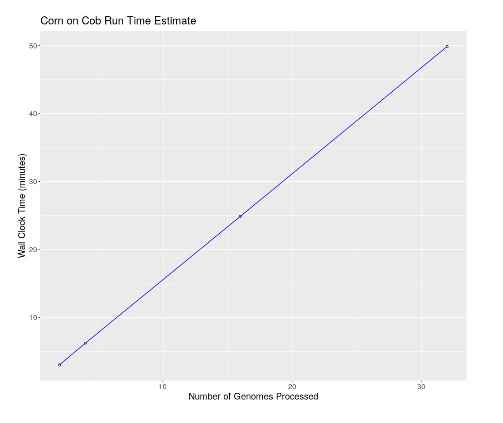 Corn on Cob Run Time Estimate
50
40
30
20
10
Wall Clock Time (minutes)
10 20 30
Number of Genomes Processed